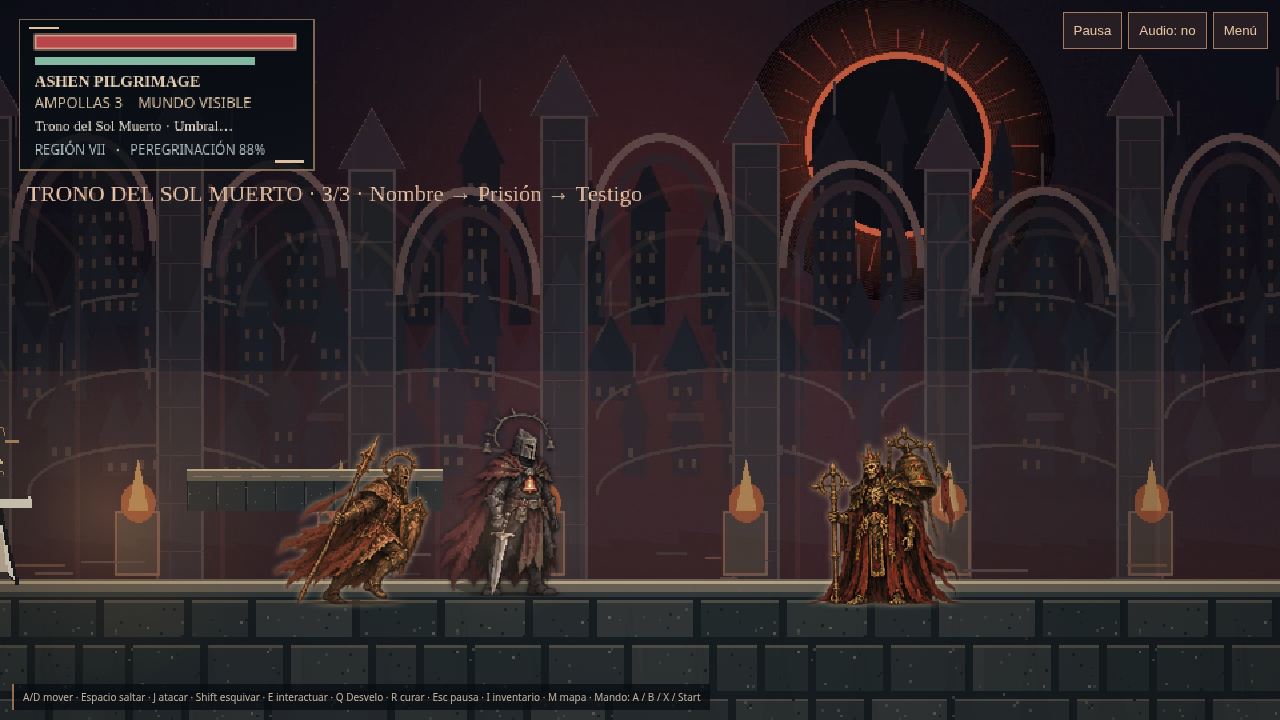 ASHEN PILGRIMAGE
AMPOLLAS 3 MUNDO VISIBLE
Trono del Sol Muerto · Umbral…
REGIÓN VII · PEREGRINACIÓN 88%
Pausa
Audio: no
Menú
TRONO DEL SOL MUERTO · 3/3 · Nombre → Prisión → Testigo
A/D mover · Espacio saltar · J atacar · Shift esquivar · E interactuar · Q Desvelo · R curar · Esc pausa · I inventario · M mapa · Mando: A / B / X / Start